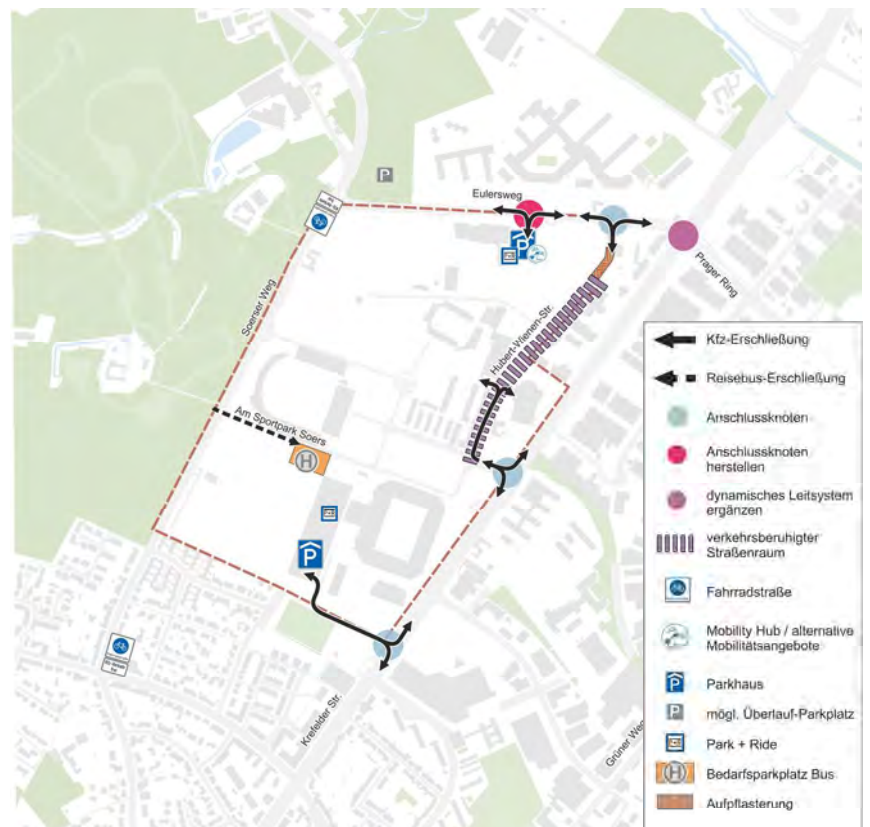 P
Eulersweg
P
Prager Ring
Soerser Weg
Hubert-Wienen-Str.
Am Sportpark Soers
H
P
Krefelder Str.
Grüner Weg
Kfz-Erschließung
Reisebus-Erschließung
Anschlussknoten
Anschlussknoten
herstellen
dynamisches Leitsystem
ergänzen
verkehrsberuhigter
Straßenraum
Fahrradstraße
Mobility Hub / alternative
Mobilitätsangebote
P
Parkhaus
P
mögl. Überlauf-Parkplatz
Park + Ride
H
Bedarfsparkplatz Bus
Aufpflasterung